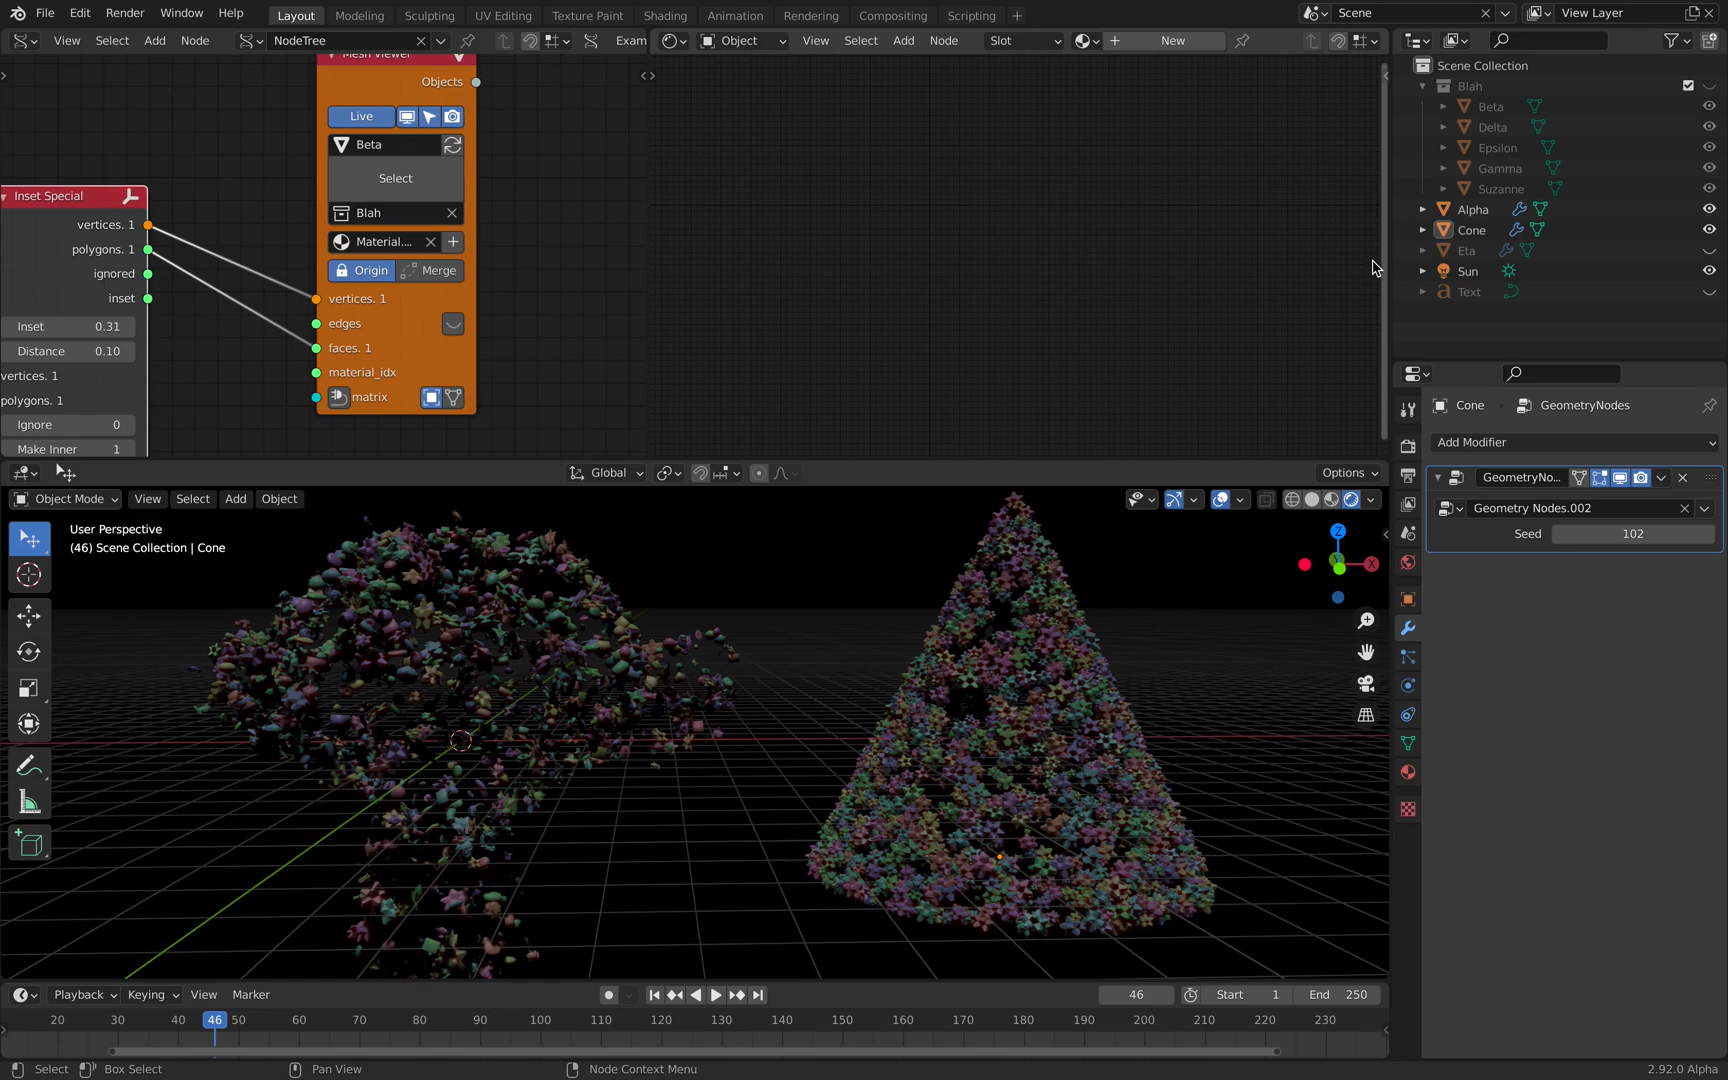 File Edit Render Window Help Layout Modeling Sculpting UV Editing Texture Paint Shading Animation Rendering Compositing Scripting + Scene View Layer
View Select Add Node NodeTree Exam Object View Select Add Node Slot New
Mesh Viewer
Objects
Live
Beta
Select
Blah
Material....
Origin Merge
vertices. 1
edges
faces. 1
material_idx
matrix
Inset Special
vertices. 1
polygons. 1
ignored
inset
Inset 0.31
Distance 0.10
vertices. 1
polygons. 1
Ignore 0
Make Inner 1
Scene Collection
Blah
Beta
Delta
Epsilon
Gamma
Suzanne
Alpha
Cone
Eta
Sun
Text
Cone GeometryNodes
Add Modifier
GeometryNo...
Geometry Nodes.002
Seed 102
Global Options
Object Mode View Select Add Object
User Perspective
(46) Scene Collection | Cone
Z
X
Playback Keying View Marker 46 Start 1 End 250
20 30 40 46 50 60 70 80 90 100 110 120 130 140 150 160 170 180 190 200 210 220 230
Select Box Select Pan View Node Context Menu 2.92.0 Alpha